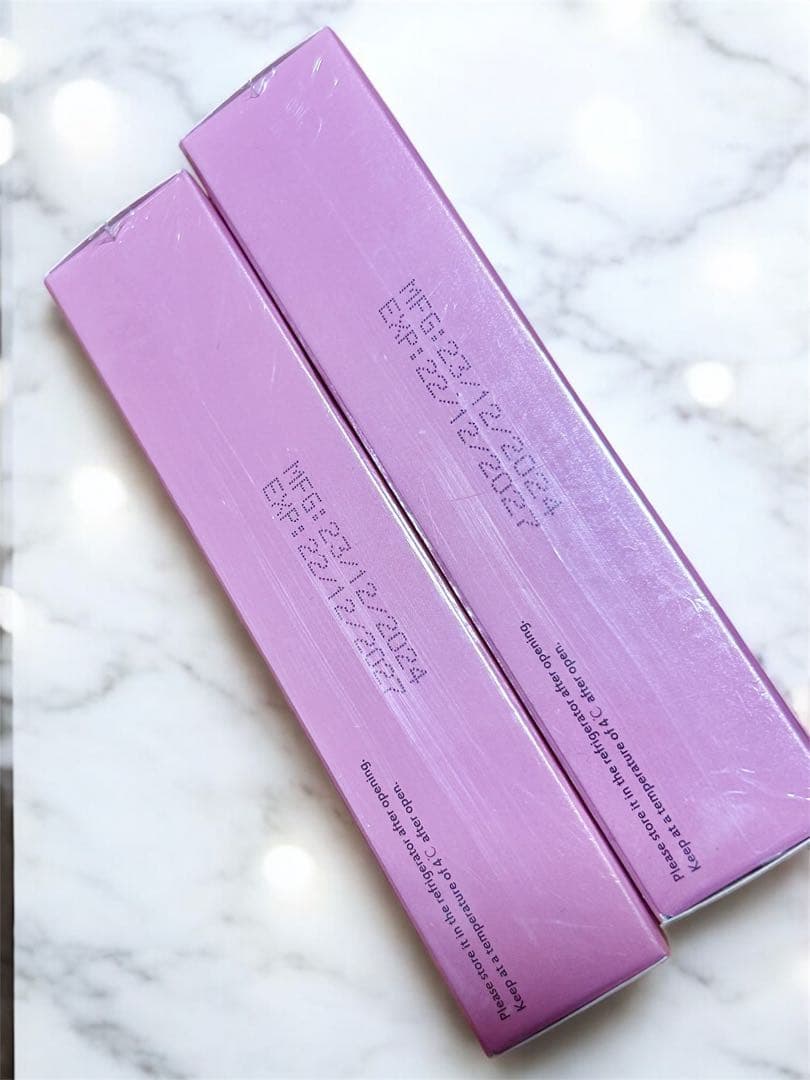 MFG:23/12/2024
EXP:22/12/2027
Please store it in the refrigerator after opening.
Keep at a temperature of 4°C after open.
MFG:23/12/2024
EXP:22/12/2027
Please store it in the refrigerator after opening.
Keep at a temperature of 4°C after open.